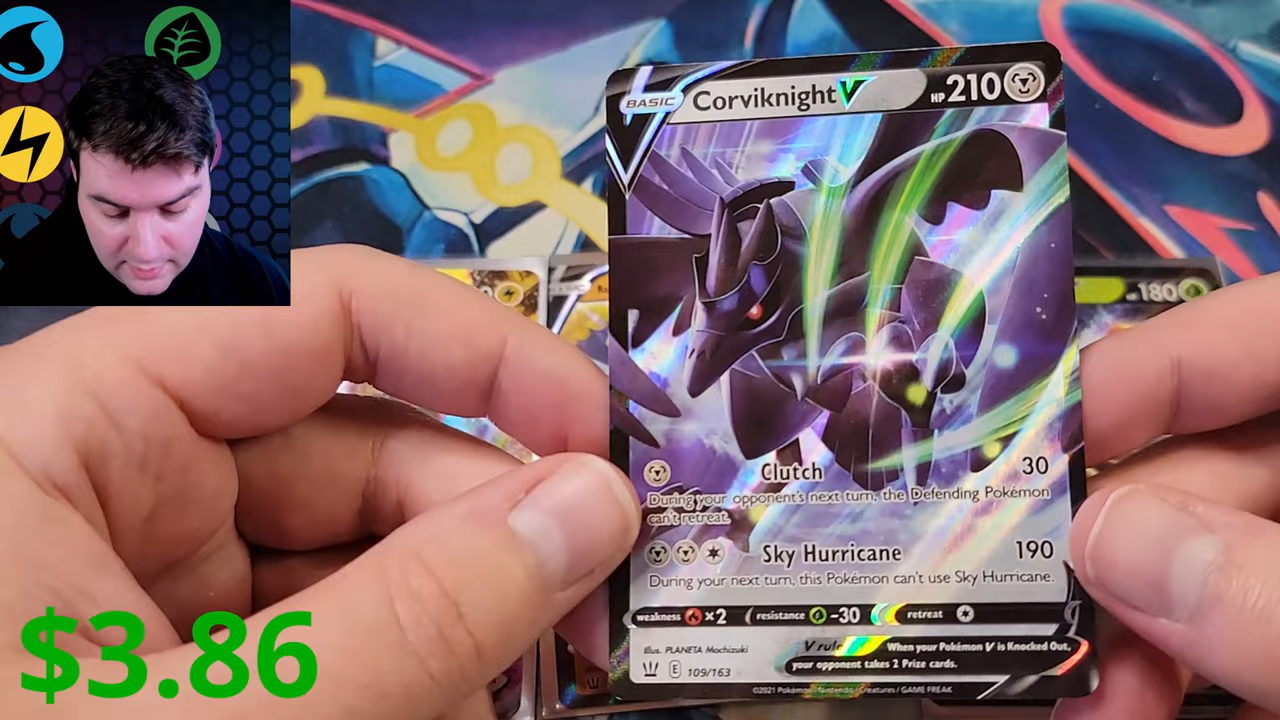 BASIC Corviknight V HP 210
180
Clutch 30
During your opponent's next turn, the Defending Pokémon
can't retreat.
Sky Hurricane 190
During your next turn, this Pokémon can't use Sky Hurricane.
weakness ×2 resistance -30 retreat
V rule When your Pokémon V is Knocked Out,
your opponent takes 2 Prize cards.
Illus. PLANETA Mochizuki
E 109/163
©2021 Pokémon / Nintendo / Creatures / GAME FREAK
$3.86